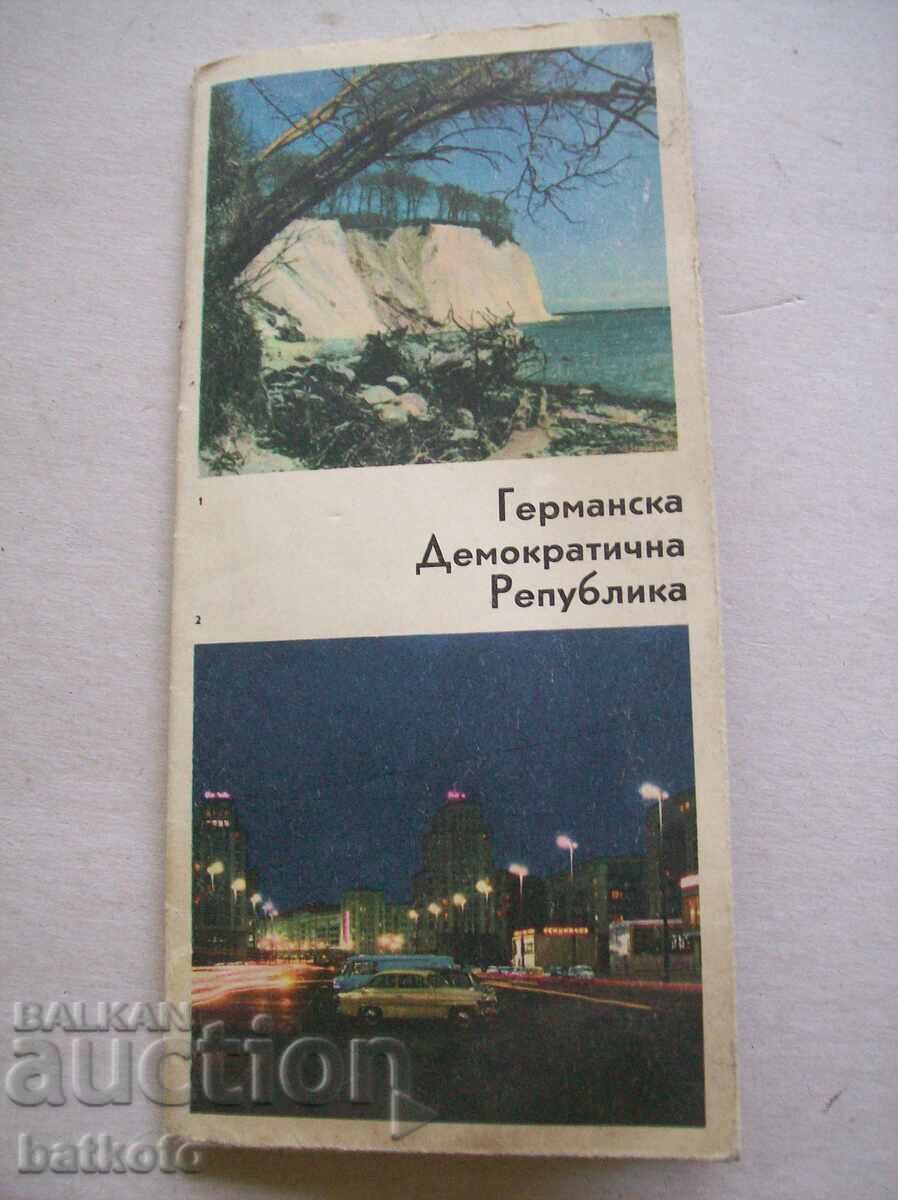 1
Германска
Демократична
Република
2
BALKAN
auction
batkoto